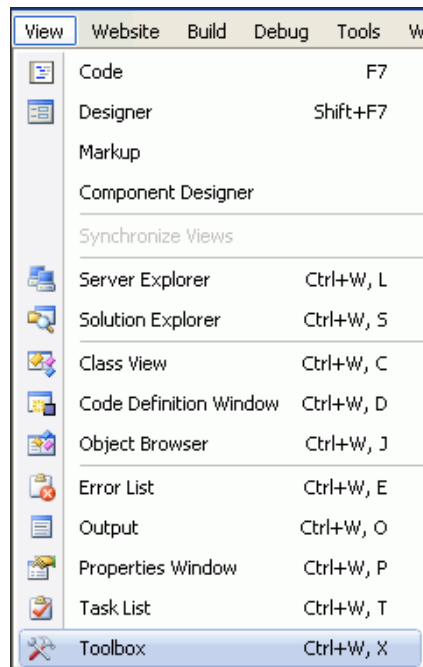 View Website Build Debug Tools
Code F7
Designer Shift+F7
Markup
Component Designer
Synchronize Views
Server Explorer Ctrl+W, L
Solution Explorer Ctrl+W, S
Class View Ctrl+W, C
Code Definition Window Ctrl+W, D
Object Browser Ctrl+W, J
Error List Ctrl+W, E
Output Ctrl+W, O
Properties Window Ctrl+W, P
Task List Ctrl+W, T
Toolbox Ctrl+W, X